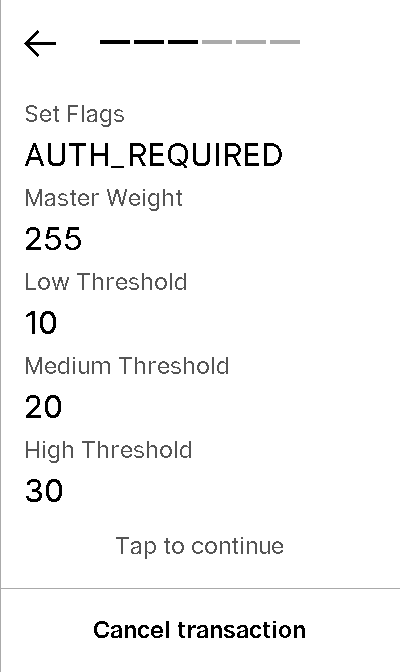 Set Flags
AUTH_REQUIRED
Master Weight
255
Low Threshold
10
Medium Threshold
20
High Threshold
30
Tap to continue
Cancel transaction